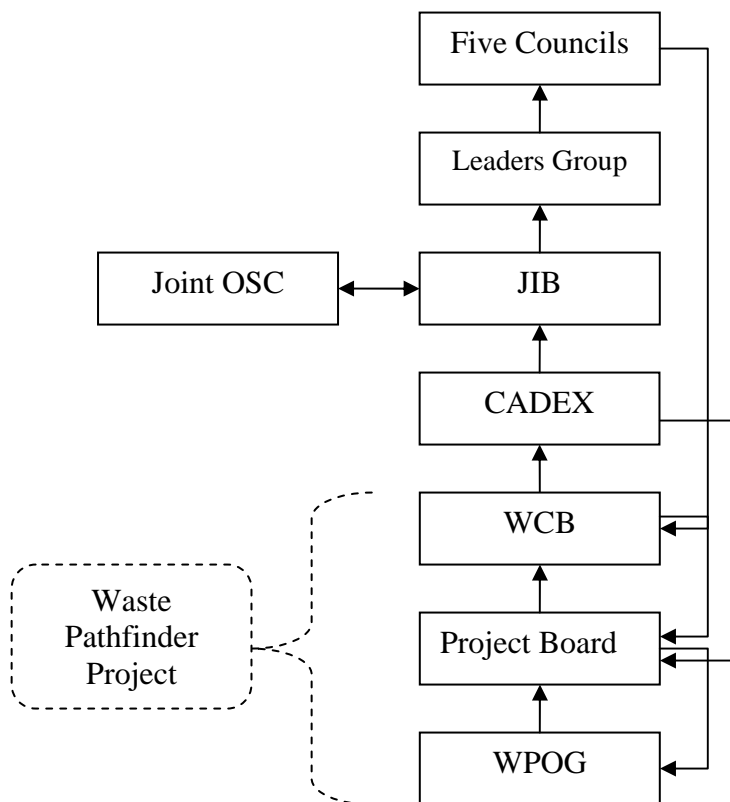 Five Councils
Leaders Group
Joint OSC
JIB
CADEX
WCB
Waste
Pathfinder
Project
Project Board
WPOG